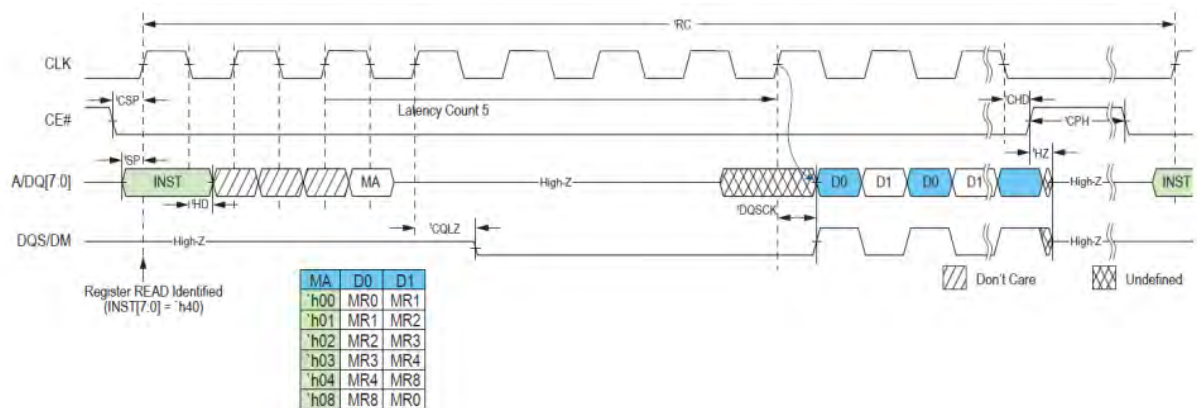 tRC
CLK
tCSP
Latency Count 5
tCHD
CE#
tCPH
tSP
tHZ
A/DQ[7:0]
INST
MA
High-Z
D0
D1
D0
D1
High-Z
INST
tHD
tDQSCK
tCQLZ
DQS/DM
High-Z
High-Z
Register READ Identified
(INST[7:0] = `h40)
Don't Care
Undefined
MA D0 D1
`h00 MR0 MR1
`h01 MR1 MR2
`h02 MR2 MR3
`h03 MR3 MR4
`h04 MR4 MR8
`h08 MR8 MR0